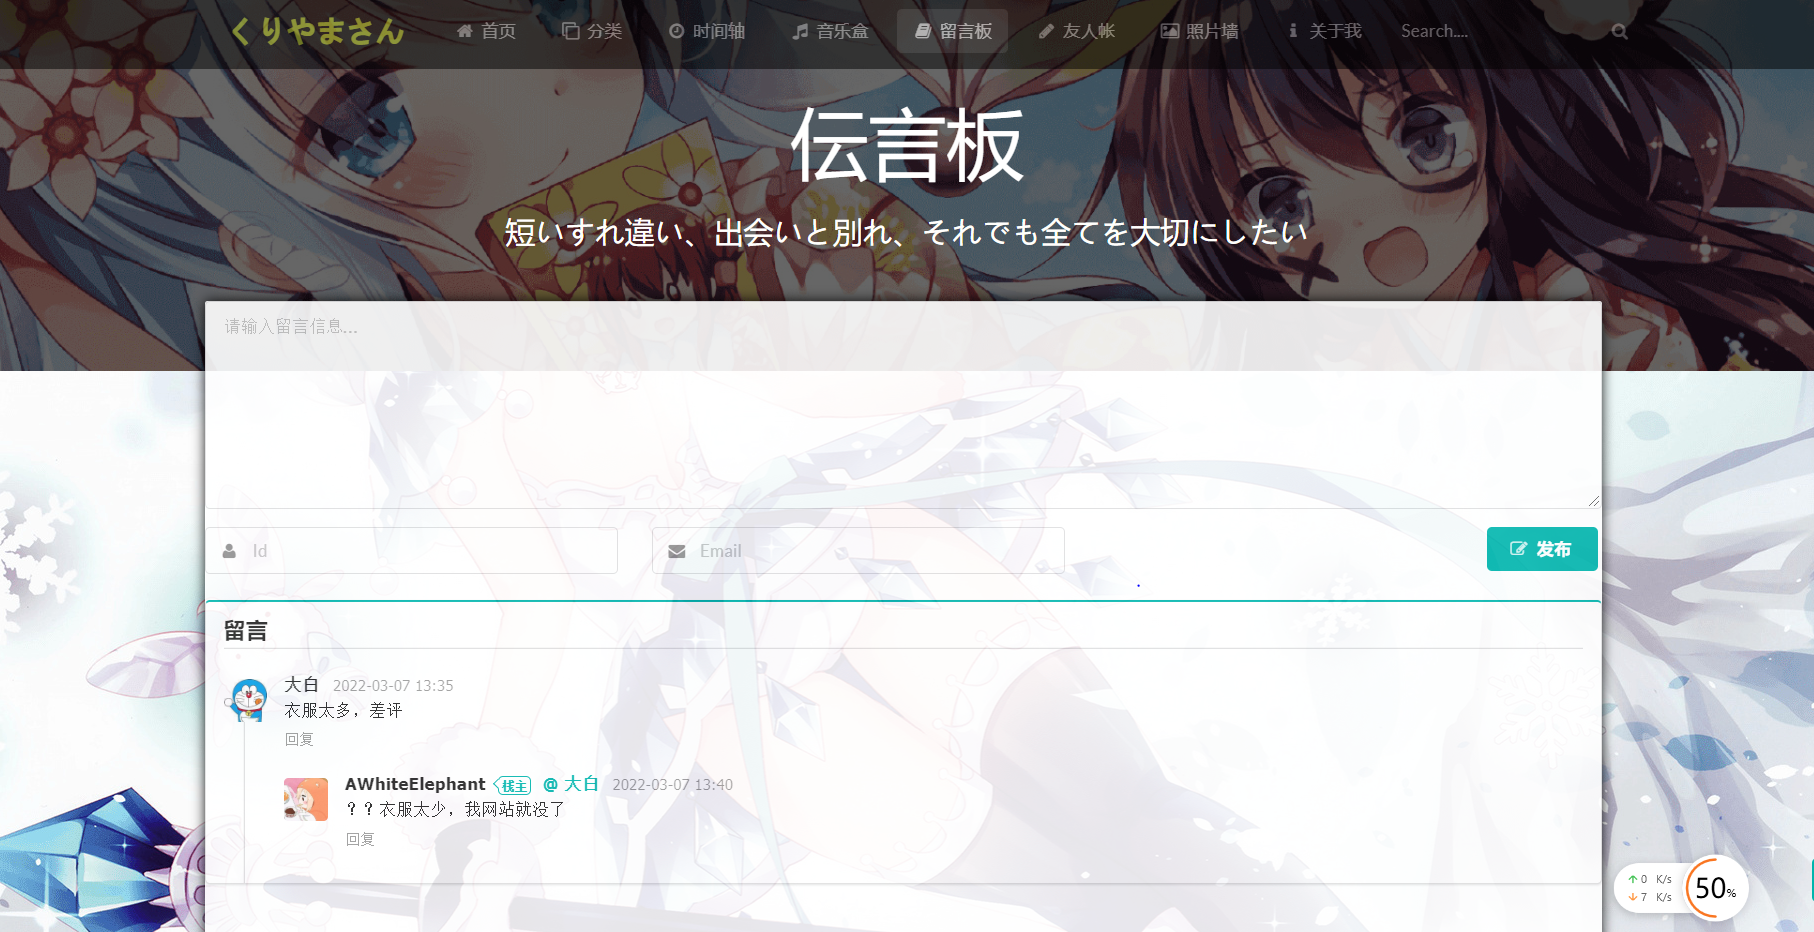 くりやまさん 首页 分类 时间轴 音乐盒 留言板 友人帐 照片墙 关于我 Search....
伝言板
短いすれ違い、出会いと別れ、それでも全てを大切にしたい
请输入留言信息...
Id Email 发布
留言
大白 2022-03-07 13:35
衣服太多，差评
回复
AWhiteElephant 栈主 @ 大白 2022-03-07 13:40
？？衣服太少，我网站就没了
回复
0 K/s
7 K/s
50%